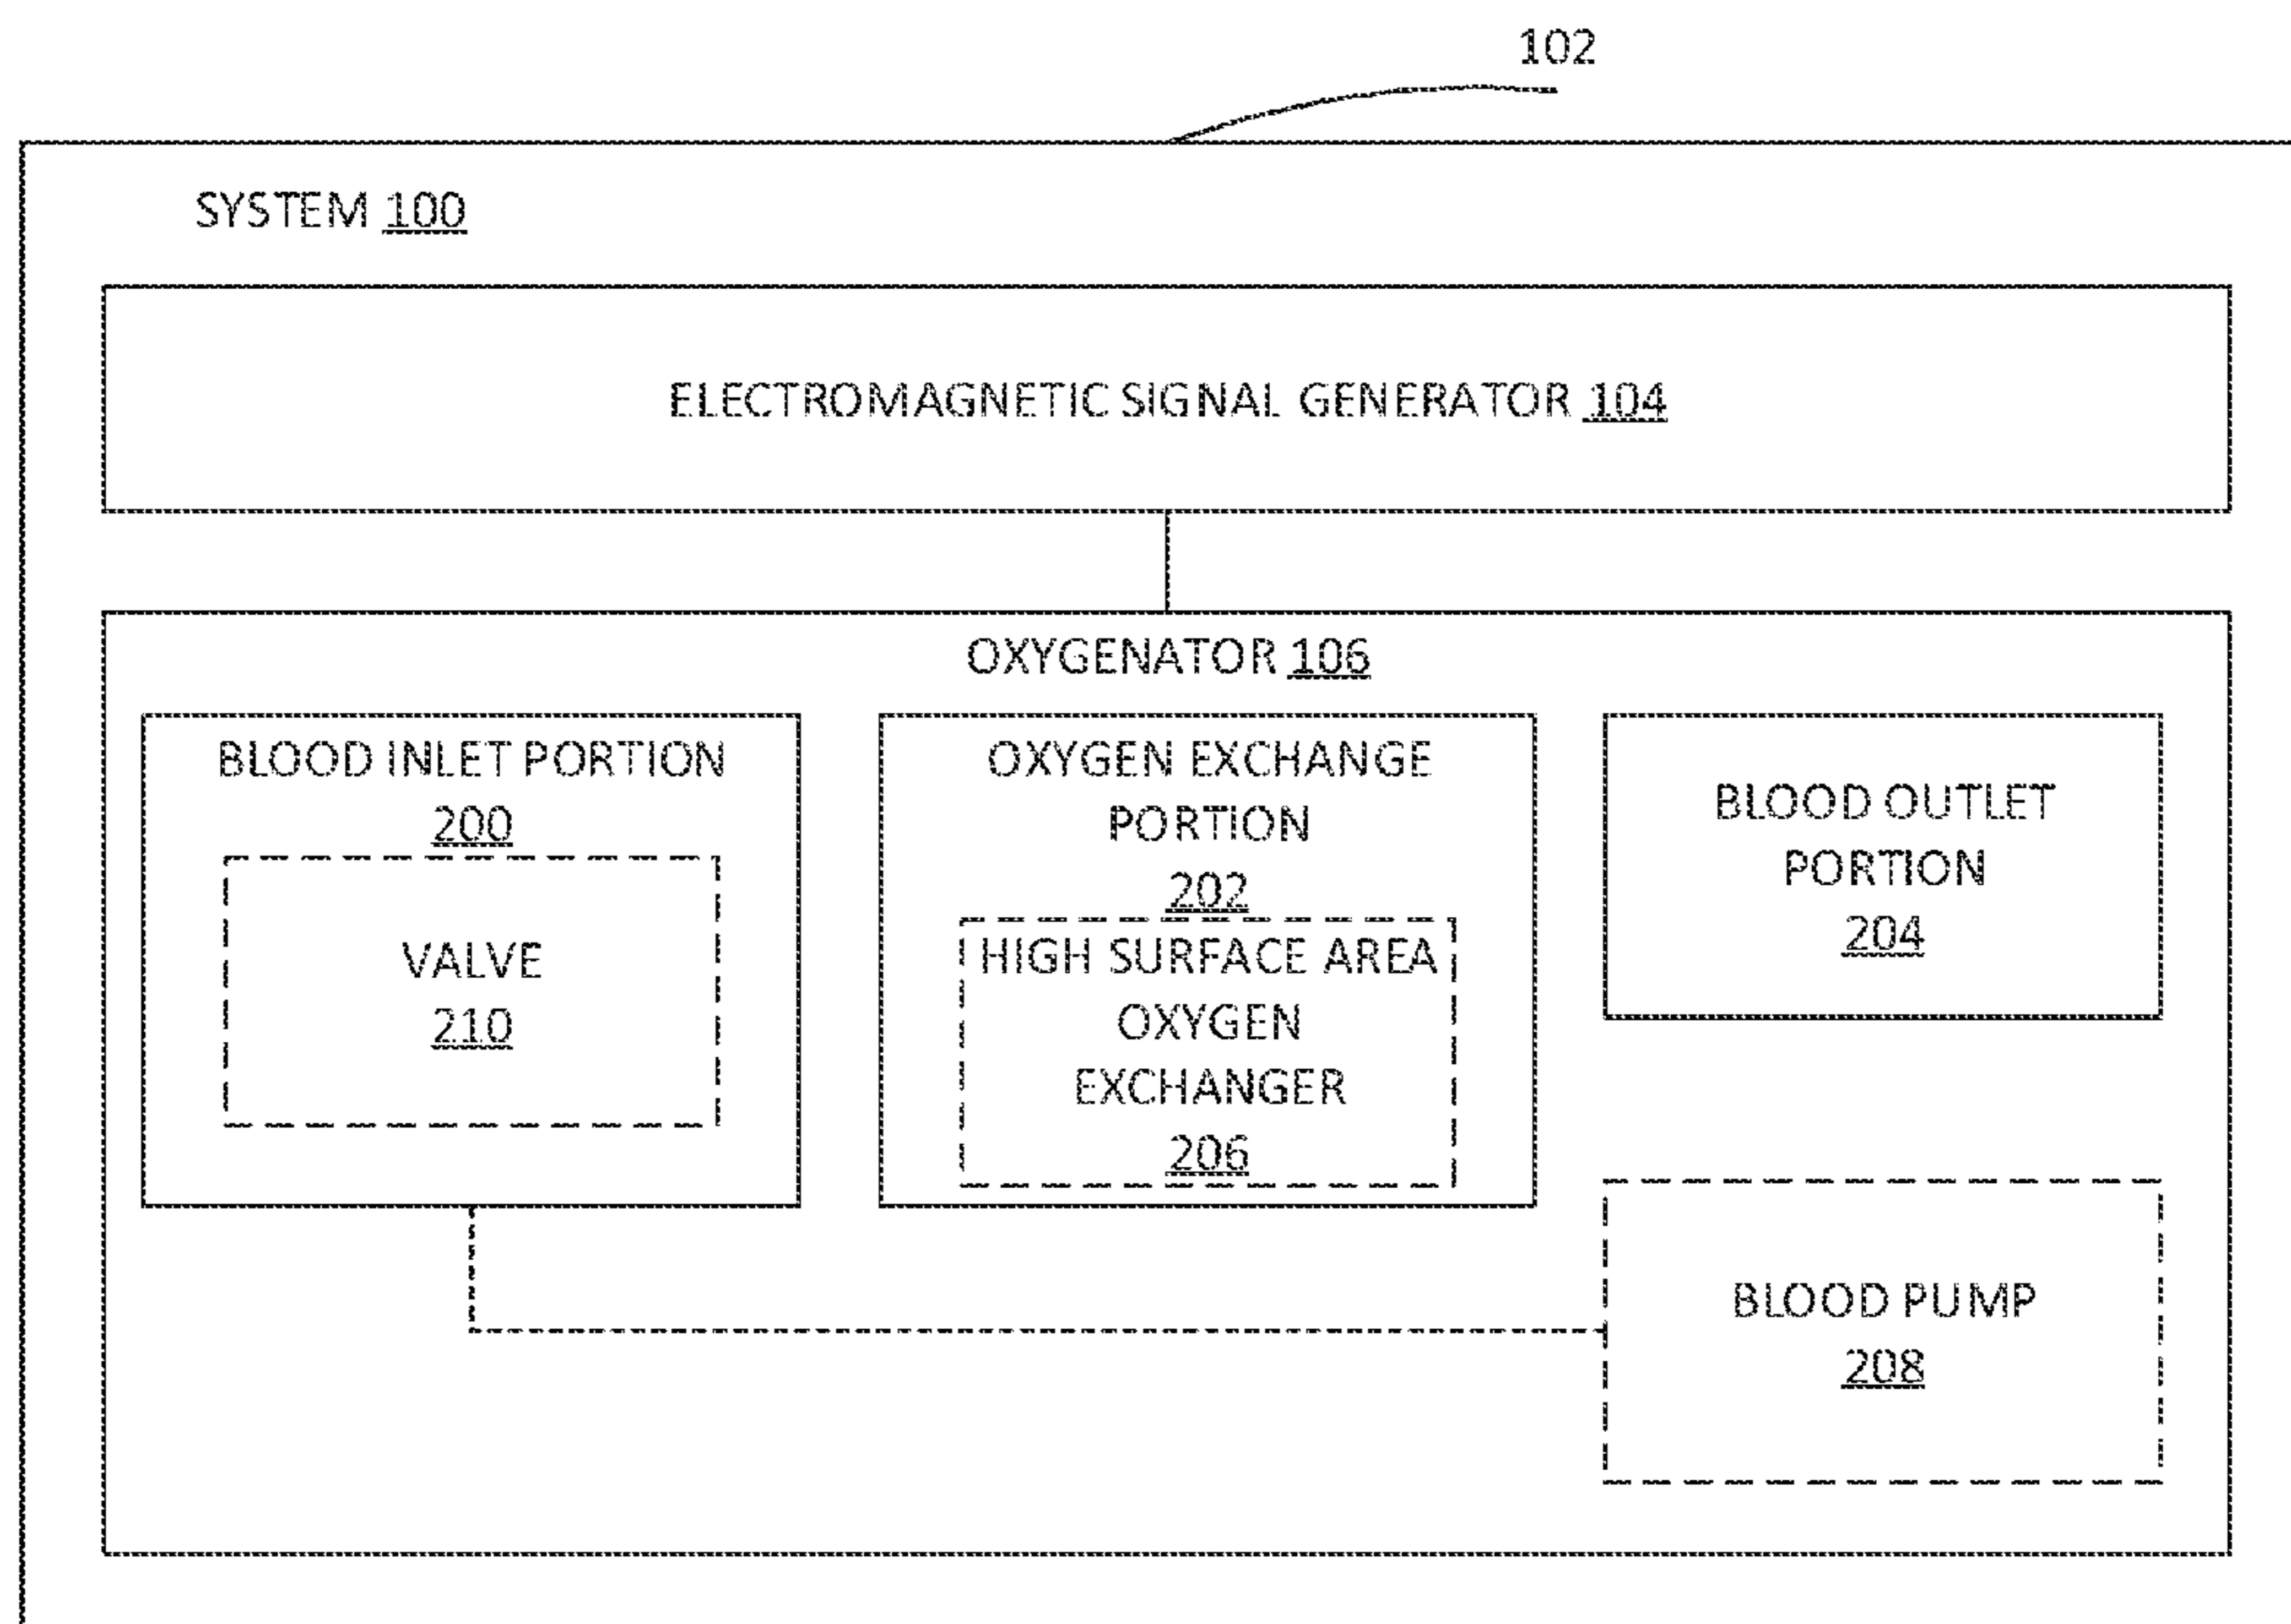 102
SYSTEM 100
ELECTROMAGNETIC SIGNAL GENERATOR 104
OXYGENATOR 106
BLOOD INLET PORTION
200
VALVE
210
OXYGEN EXCHANGE
PORTION
202
HIGH SURFACE AREA
OXYGEN
EXCHANGER
206
BLOOD OUTLET
PORTION
204
BLOOD PUMP
208